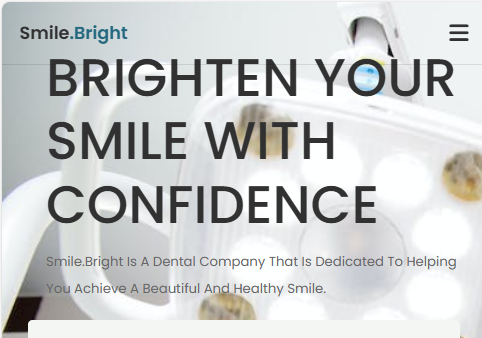 Smile.Bright
BRIGHTEN YOUR
SMILE WITH
CONFIDENCE
Smile.Bright Is A Dental Company That Is Dedicated To Helping
You Achieve A Beautiful And Healthy Smile.